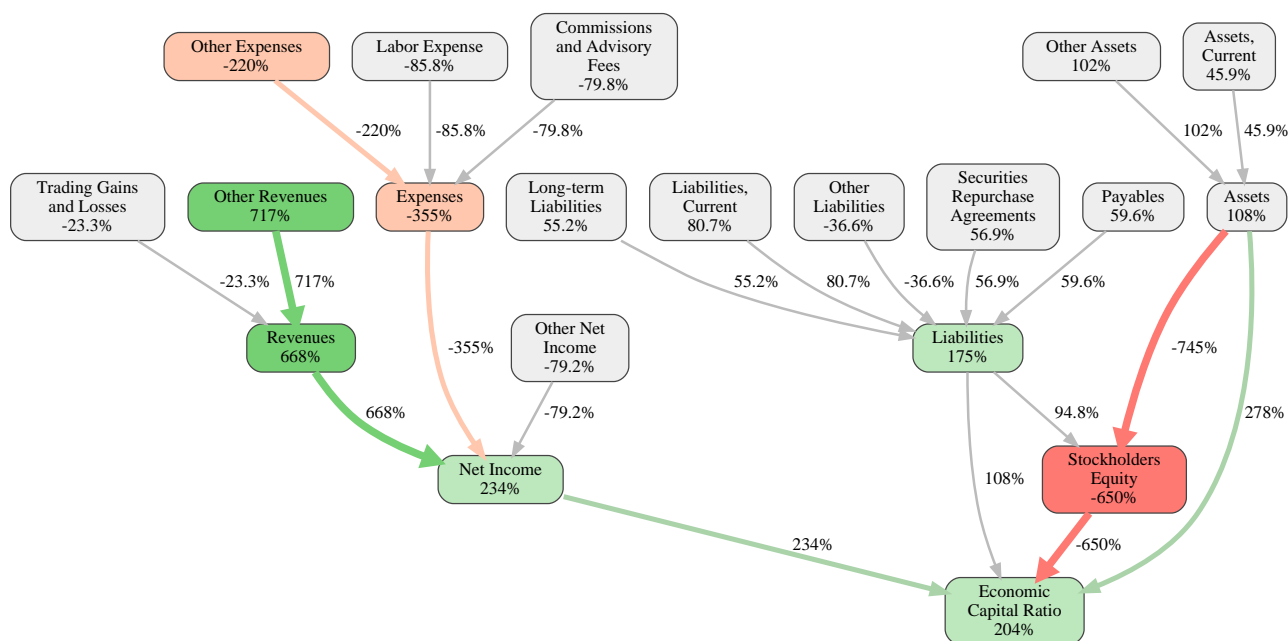 Other Expenses
-220%
Labor Expense
-85.8%
Commissions
and Advisory
Fees
-79.8%
Other Assets
102%
Assets,
Current
45.9%
-220%
-85.8%
-79.8%
102%
45.9%
Trading Gains
and Losses
-23.3%
Other Revenues
717%
Expenses
-355%
Long-term
Liabilities
55.2%
Liabilities,
Current
80.7%
Other
Liabilities
-36.6%
Securities
Repurchase
Agreements
56.9%
Payables
59.6%
Assets
108%
-23.3%
717%
55.2%
80.7%
-36.6%
56.9%
59.6%
Revenues
668%
-355%
Other Net
Income
-79.2%
Liabilities
175%
-745%
668%
-79.2%
94.8%
278%
Net Income
234%
108%
Stockholders
Equity
-650%
234%
-650%
Economic
Capital Ratio
204%